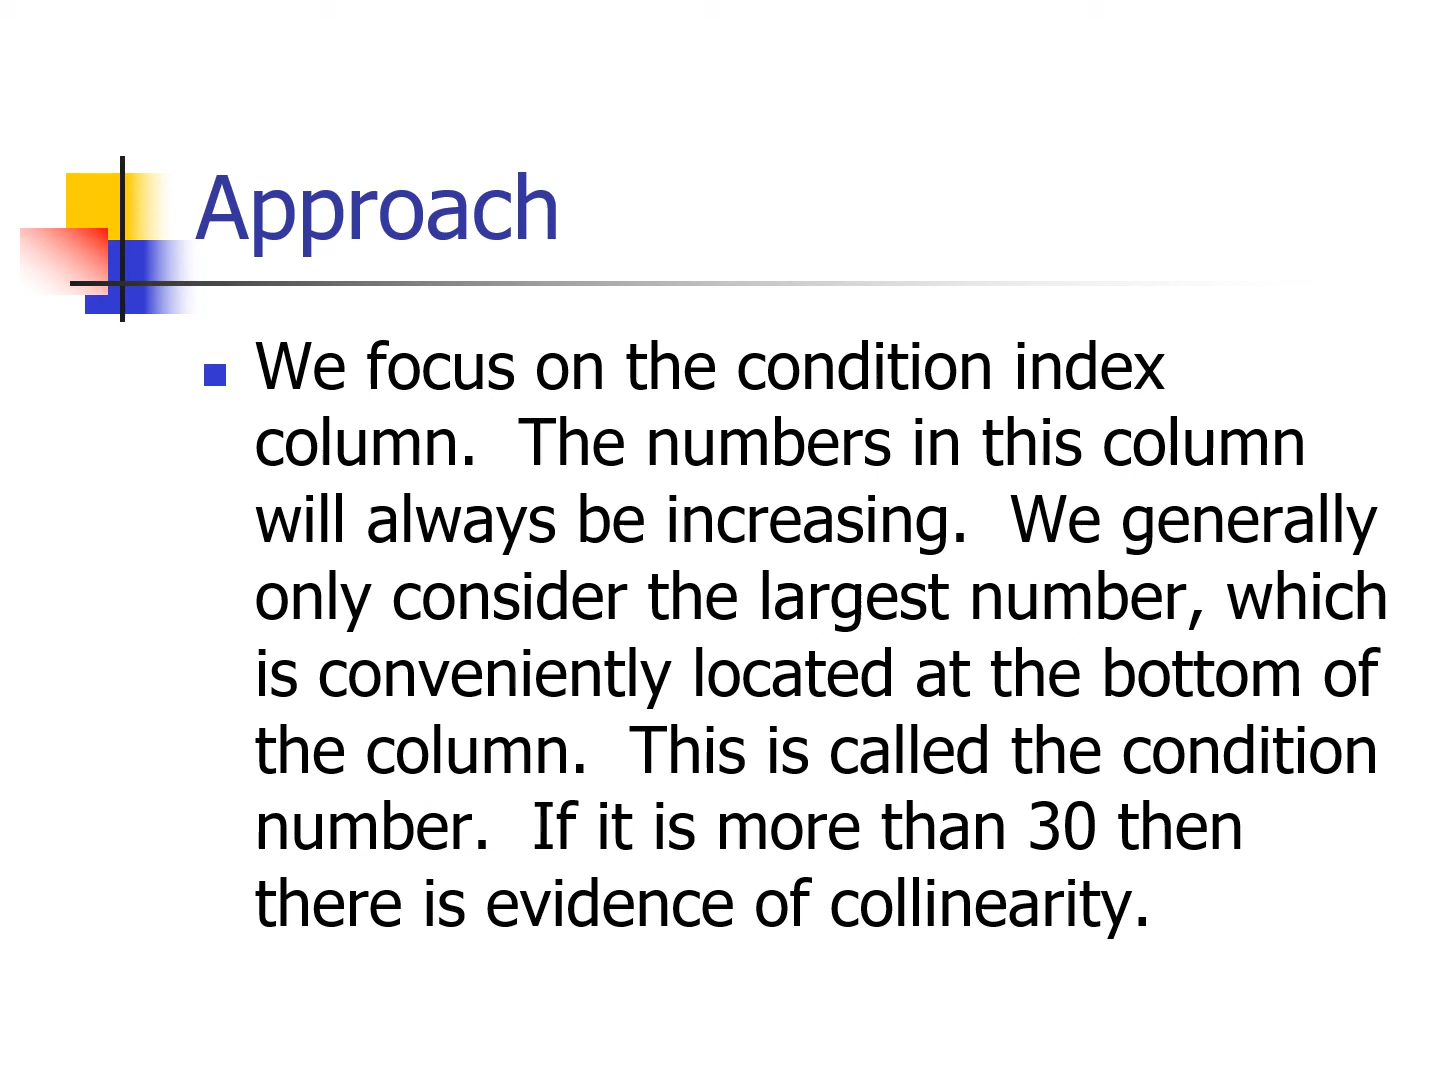 Approach
We focus on the condition index
column.  The numbers in this column
will always be increasing.  We generally
only consider the largest number, which
is conveniently located at the bottom of
the column.  This is called the condition
number.  If it is more than 30 then
there is evidence of collinearity.